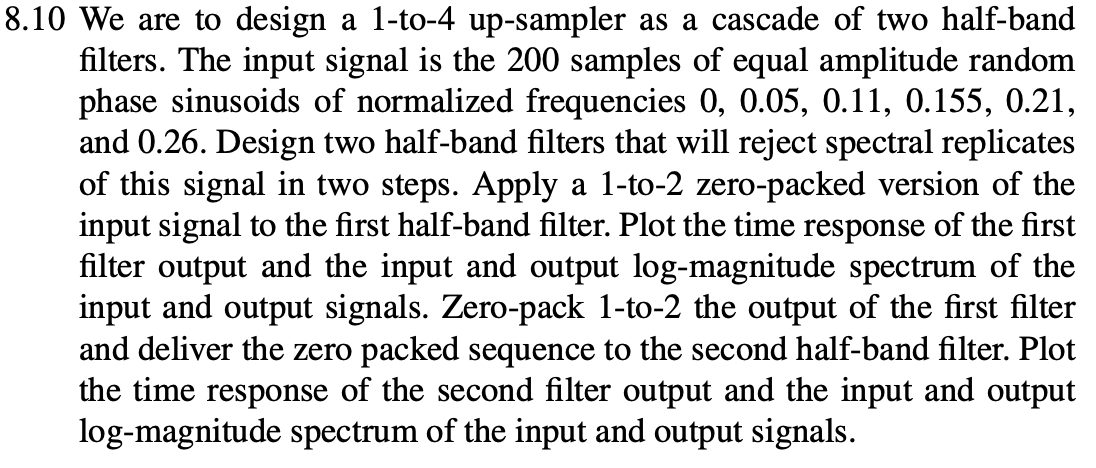 8.10 We are to design a 1-to-4 up-sampler as a cascade of two half-band
filters. The input signal is the 200 samples of equal amplitude random
phase sinusoids of normalized frequencies 0, 0.05, 0.11, 0.155, 0.21,
and 0.26. Design two half-band filters that will reject spectral replicates
of this signal in two steps. Apply a 1-to-2 zero-packed version of the
input signal to the first half-band filter. Plot the time response of the first
filter output and the input and output log-magnitude spectrum of the
input and output signals. Zero-pack 1-to-2 the output of the first filter
and deliver the zero packed sequence to the second half-band filter. Plot
the time response of the second filter output and the input and output
log-magnitude spectrum of the input and output signals.